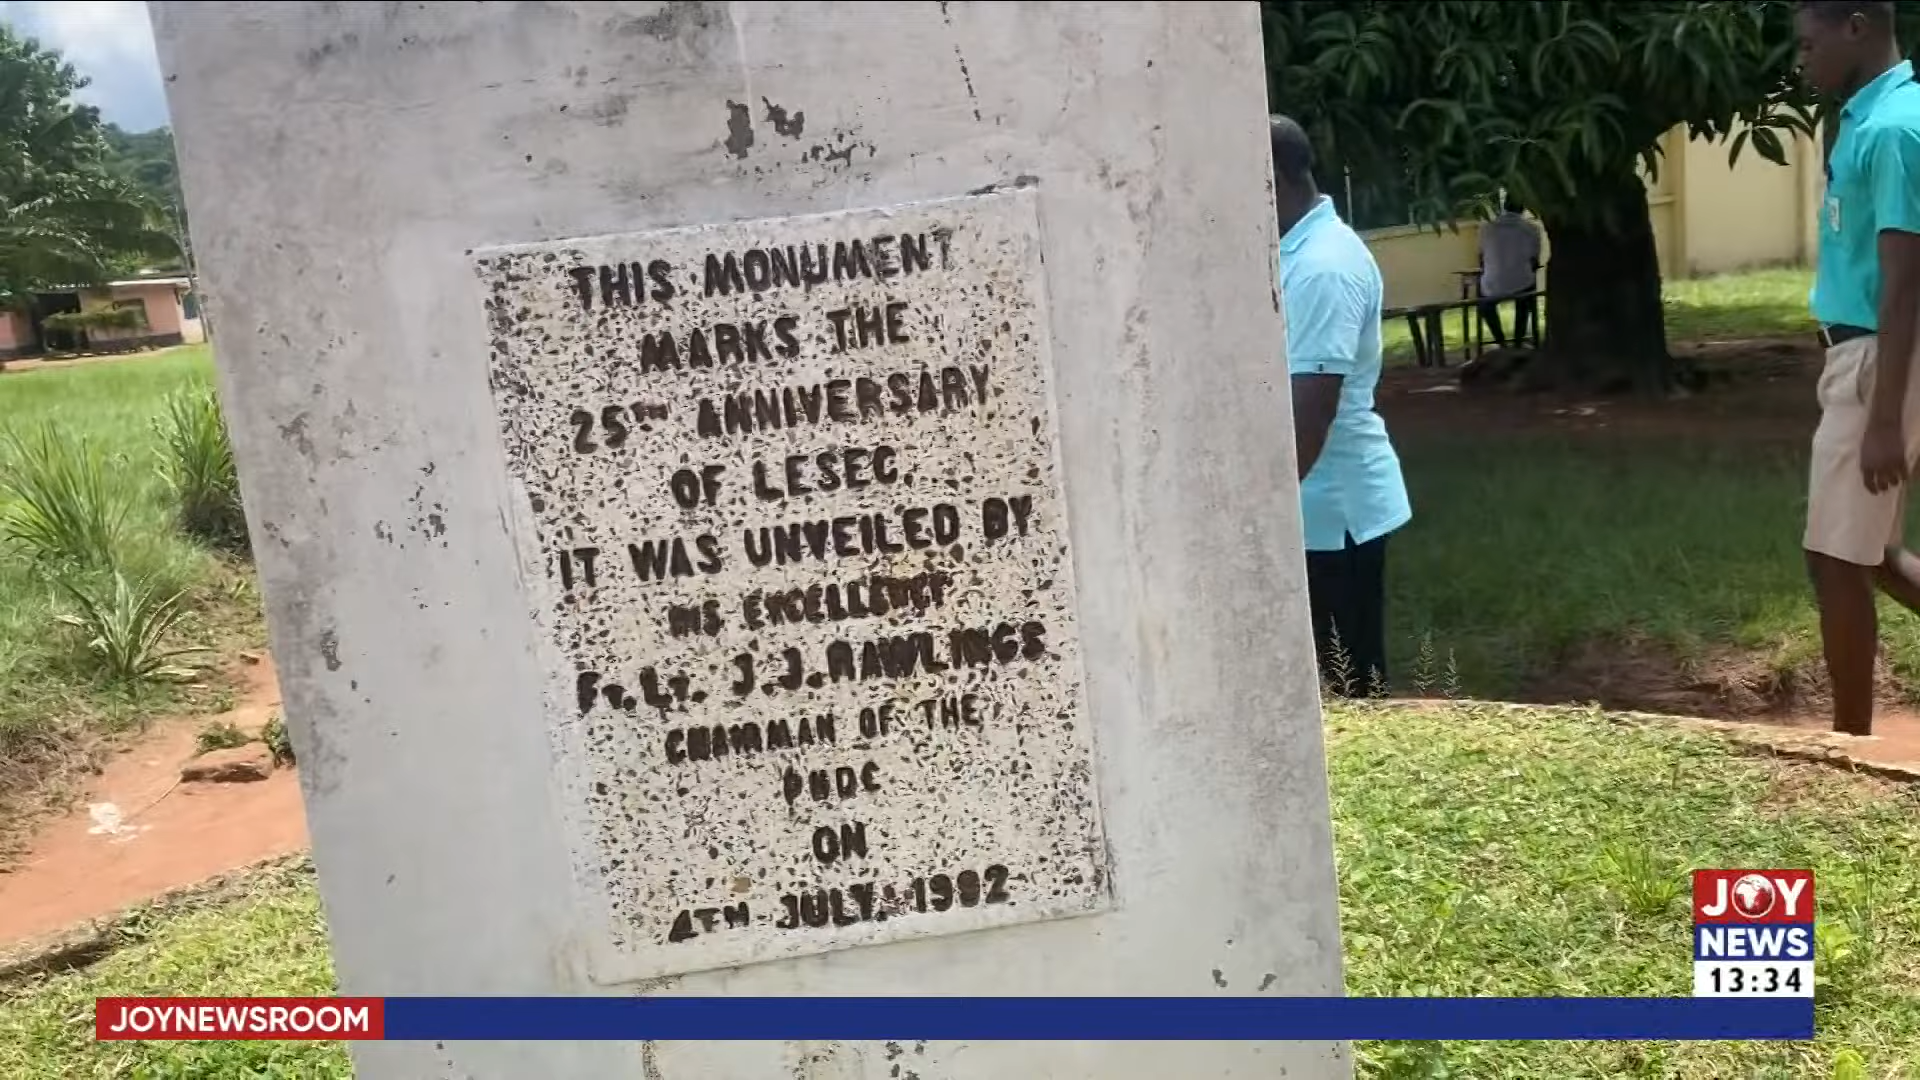 THIS MONUMENT
MARKS THE
25TH ANNIVERSARY
OF LESEC.
IT WAS UNVEILED BY
HIS EXCELLENCY
FT. LT. J.J. RAWLINGS
CHAIRMAN OF THE
PNDC
ON
4TH JULY, 1992
JOY
NEWS
13:34
JOYNEWSROOM